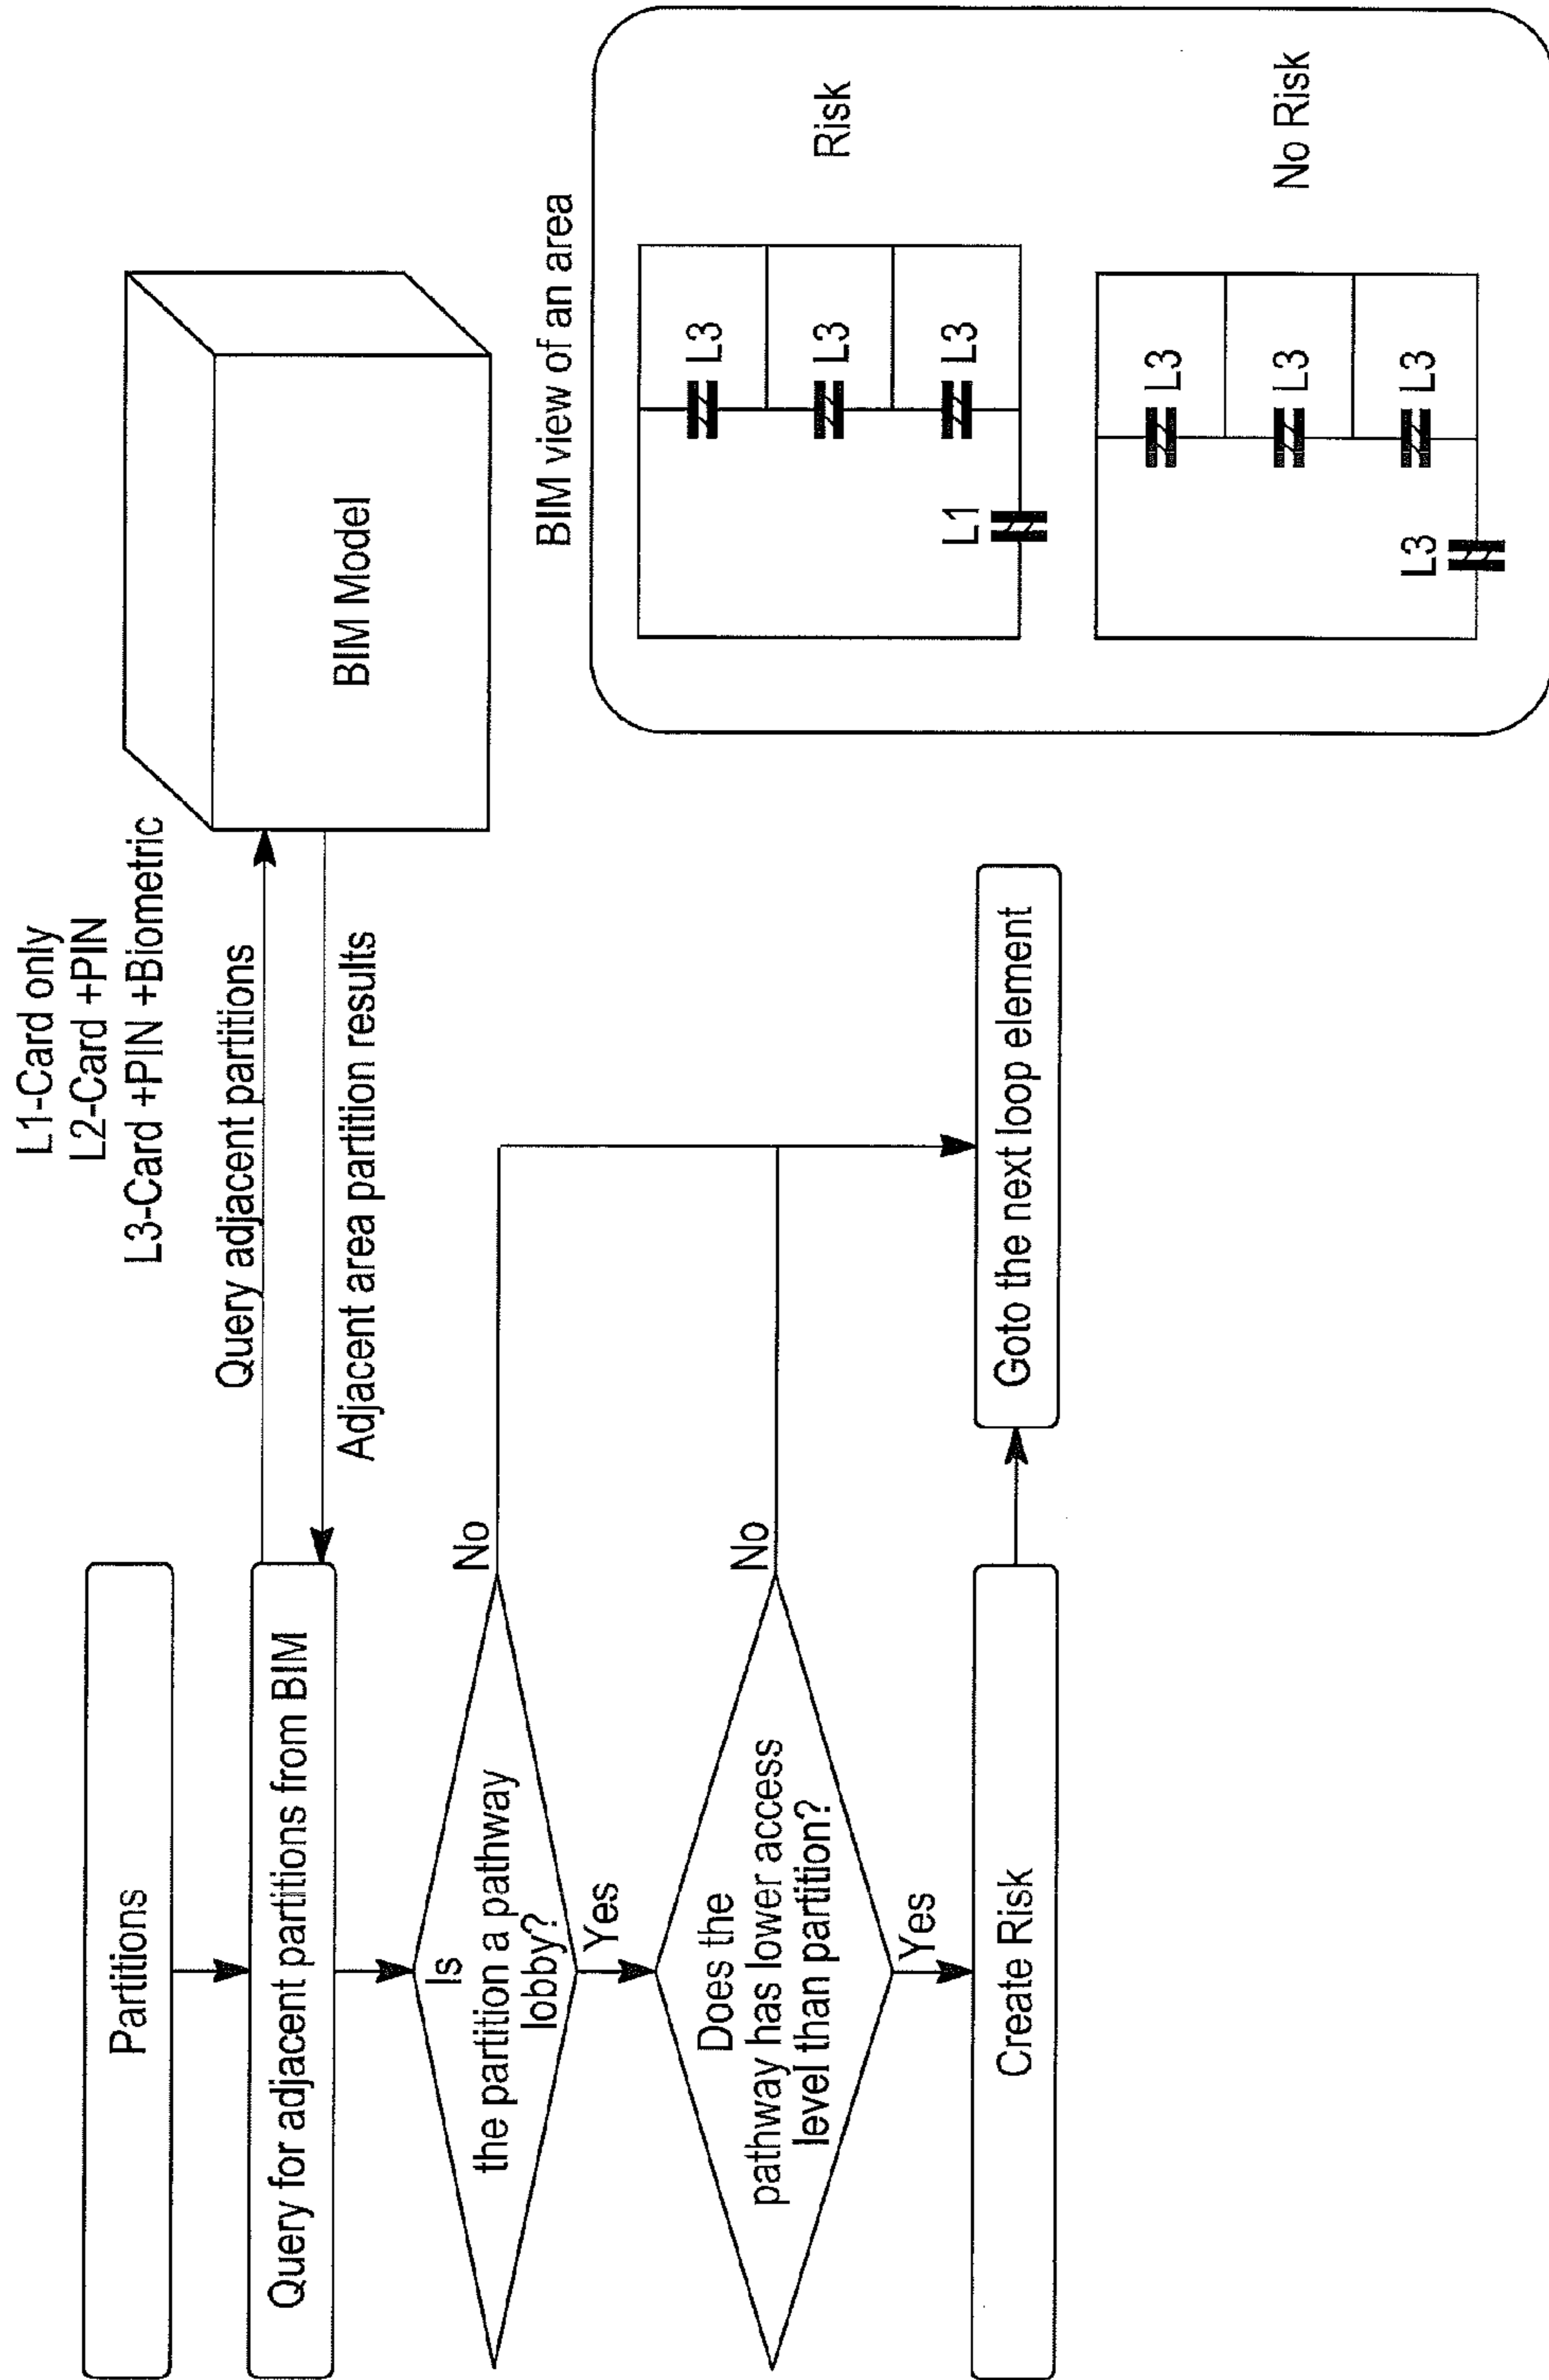 L1-Card only
L2-Card +PIN
L3-Card +PIN +Biometric
Partitions
Query for adjacent partitions from BIM
Query adjacent partitions
Adjacent area partition results
BIM Model
Is
the partition a pathway
lobby?
No
Yes
Does the
pathway has lower access
level than partition?
No
Yes
Create Risk
Goto the next loop element
BIM view of an area
L3
L3
L3
L1
Risk
L3
L3
L3
L3
No Risk